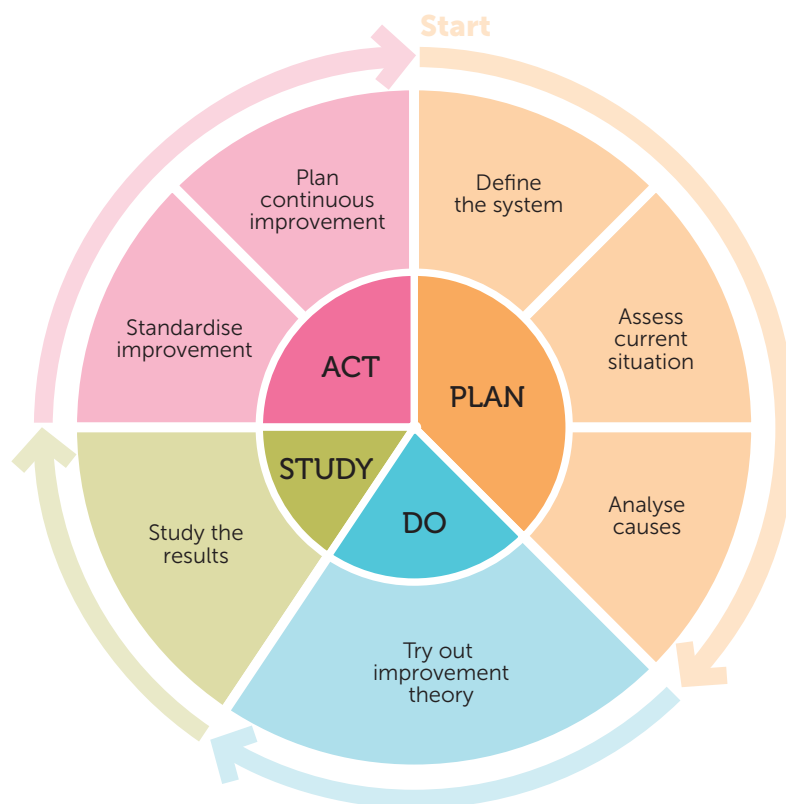 Start
Define
the system
Assess
current
situation
Analyse
causes
Try out
improvement
theory
Study the
results
Standardise
improvement
Plan
continuous
improvement
PLAN
DO
STUDY
ACT